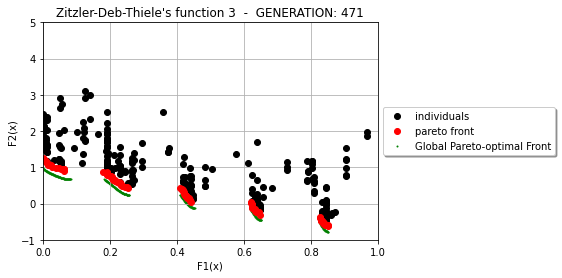 Zitzler-Deb-Thiele's function 3 - GENERATION: 471
5
4
3
2
1
0
−1
F2(x)
0.0 0.2 0.4 0.6 0.8 1.0
F1(x)
individuals
pareto front
Global Pareto-optimal Front